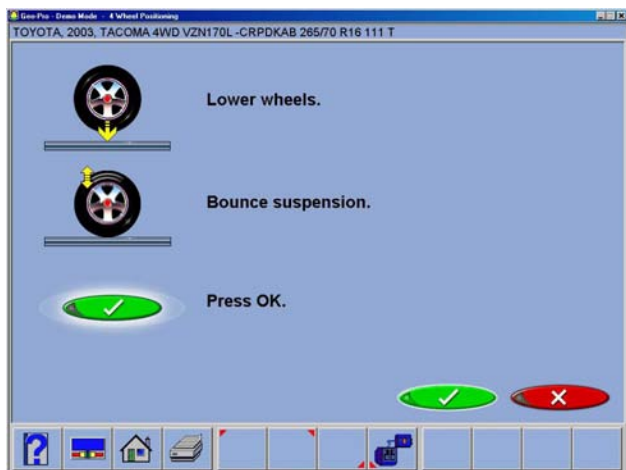 Geo-Pro - Demo Mode - 4 Wheel Positioning
TOYOTA, 2003, TACOMA 4WD VZN170L -CRPDKAB 265/70 R16 111 T
Lower wheels.
Bounce suspension.
Press OK.